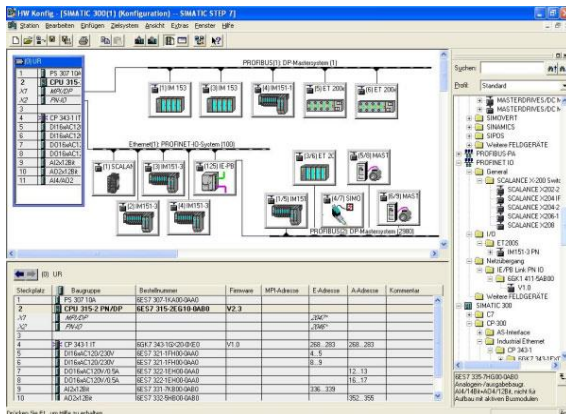 HW Konfig - [SIMATIC 300(1) (Konfiguration) -- SIMATIC STEP 7]
Station Bearbeiten Einfügen Zielsystem Ansicht Extras Fenster Hilfe
(0) UR
1 PS 307 10A
2 CPU 315-
X1 MPI/DP
X2 PN-IO
3
4 CP 343-1 IT
5 DI16xAC12
6 DI16xAC12
7 DO16xAC1
8 DO16xAC1
9 AI2x12Bit
10 AO2x12Bit
11 AI4/AO2
PROFIBUS(1): DP-Mastersystem (1)
(1) IM 153
(3) IM 153
(4) IM151-1
(5) ET 200
(6) ET 200
Ethernet(1): PROFINET-IO-System (100)
(1) SCALAN
(3) IM151-3
(125) IE-PB
(2) IM151-3
(4) IM151-3
(3/6) ET 2C
(5/8) MAST
(1/5) IM15
(4/7) SIMO
(6/9) MAST
PROFIBUS(2): DP-Mastersystem (2980)
Suchen:
Profil: Standard
MASTERDRIVES/DC M
MASTERDRIVES/DC M
SIMOVERT
SINAMICS
SIPOS
Weitere FELDGERÄTE
PROFIBUS-PA
PROFINET IO
General
SCALANCE X-200 Switc
SCALANCE X202-2
SCALANCE X204 IF
SCALANCE X204-2
SCALANCE X206-1
SCALANCE X208
I/O
ET200S
IM151-3 PN
Netzübergang
IE/PB Link PN IO
6GK1 411-5AB00
V1.0
Weitere FELDGERÄTE
SIMATIC 300
C7
CP-300
AS-Interface
Industrial Ethernet
CP 343-1
(0) UR
Steckplatz Baugruppe Bestellnummer Firmware MPI-Adresse E-Adresse A-Adresse Kommentar
1 PS 307 10A 6ES7 307-1KA00-0AA0
2 CPU 315-2 PN/DP 6ES7 315-2EG10-0AB0 V2.3
X1 MPI/DP 2047*
X2 PN-IO 2046*
3
4 CP 343-1 IT V1.0 268...283 268...283
5 DI16xAC120/230V 6ES7 321-1FH00-0AA0 4...5
6 DI16xAC120/230V 6ES7 321-1FH00-0AA0 8...9
7 DO16xAC120V/0.5A 6ES7 322-1EH00-0AA0 12...13
8 DO16xAC120V/0.5A 6ES7 322-1EH00-0AA0 16...17
9 AI2x12Bit 6ES7 331-7KB00-0AB0 336...339
10 AO2x12Bit 6ES7 332-5HB00-0AB0 352...355
6ES7 335-7HG00-0AB0
Analogein-/ausgabebaugr.
AI4/14Bit+AO4/12Bit, nicht für
Aufbau mit aktiven Busmodulen
Drücken Sie F1, um Hilfe zu erhalten.